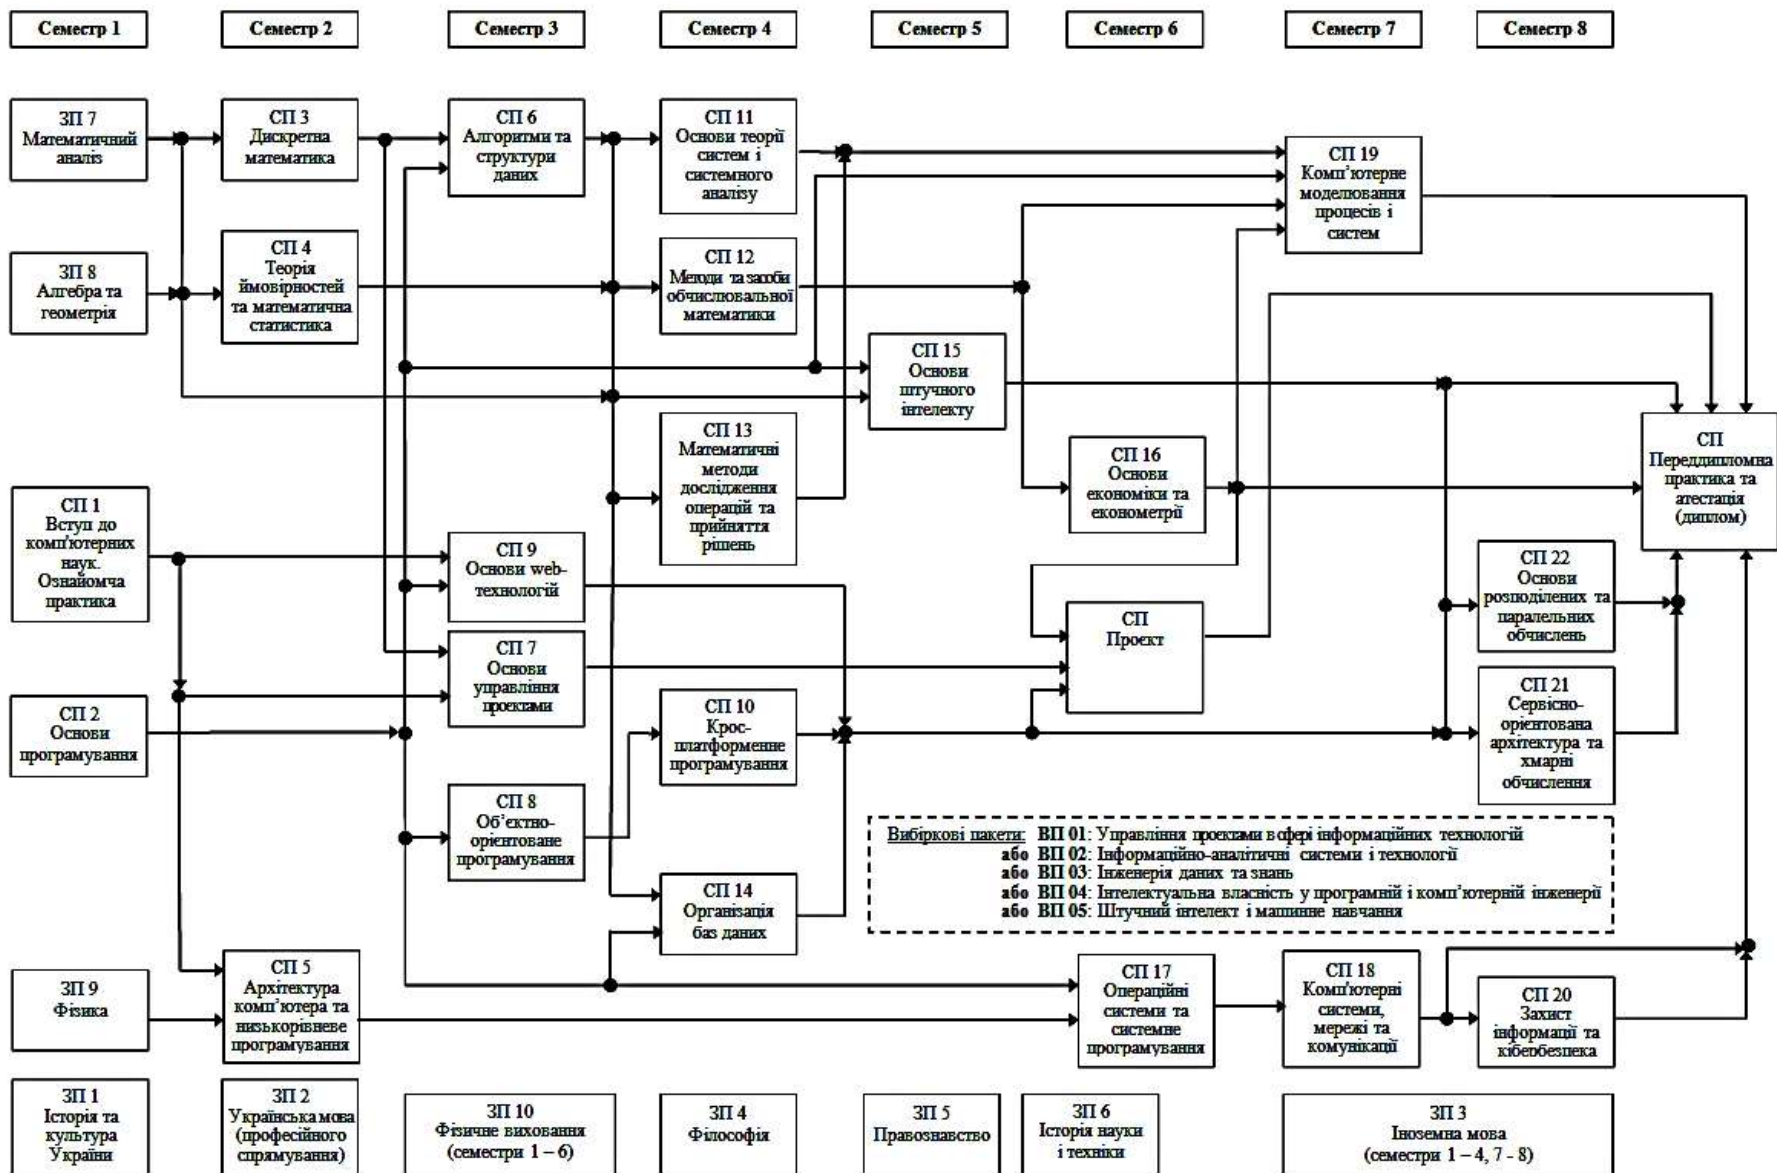 Семестр 1
Семестр 2
Семестр 3
Семестр 4
Семестр 5
Семестр 6
Семестр 7
Семестр 8
ЗП 7
Математичний
аналіз
СП 3
Дискретна
математика
СП 6
Алгоритми та
структури
даних
СП 11
Основи теорії
систем і
системного
аналізу
СП 19
Комп’ютерне
моделювання
процесів і
систем
ЗП 8
Алгебра та
геометрія
СП 4
Теорія
ймовірностей
та математична
статистика
СП 12
Методи та засоби
обчислювальної
математики
СП 15
Основи
штучного
інтелекту
СП 13
Математичні
методи
дослідження
операцій та
прийняття
рішень
СП 16
Основи
економіки та
економетрії
СП
Переддипломна
практика та
атестація
(диплом)
СП 1
Вступ до
комп'ютерних
наук.
Ознайомча
практика
СП 9
Основи web-
технологій
СП 22
Основи
розподілених та
паралельних
обчислень
СП 7
Основи
управління
проектами
СП
Проєкт
СП 2
Основи
програмування
СП 10
Крос-
платформенне
програмування
СП 21
Сервісно-
орієнтована
архітектура та
хмарні
обчислення
СП 8
Об’єктно-
орієнтоване
програмування
Вибіркові пакети: ВП 01: Управління проектами в сфері інформаційних технологій
або ВП 02: Інформаційно-аналітичні системи і технології
або ВП 03: Інженерія даних та знань
або ВП 04: Інтелектуальна власність у програмній і комп’ютерній інженерії
або ВП 05: Штучний інтелект і машинне навчання
СП 14
Організація
баз даних
ЗП 9
Фізика
СП 5
Архітектура
комп’ютера та
низькорівневе
програмування
СП 17
Операційні
системи та
системне
програмування
СП 18
Комп'ютерні
системи,
мережі та
комунікації
СП 20
Захист
інформації та
кібербезпека
ЗП 1
Історія та
культура
України
ЗП 2
Українська мова
(професійного
спрямування)
ЗП 10
Фізичне виховання
(семестри 1 – 6)
ЗП 4
Філософія
ЗП 5
Правознавство
ЗП 6
Історія науки
і техніки
ЗП 3
Іноземна мова
(семестри 1 – 4, 7 - 8)